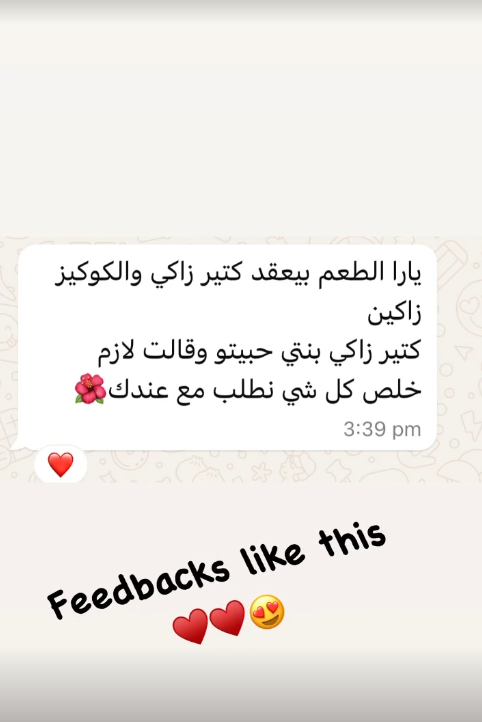 يارا الطعم بيعقد كتير زاكي والكوكيز
زاكين
كتير زاكي بنتي حبيتو وقالت لازم
خلص كل شي نطلب مع عندك🌺
3:39 pm
❤️
Feedbacks like this
♥️♥️😍